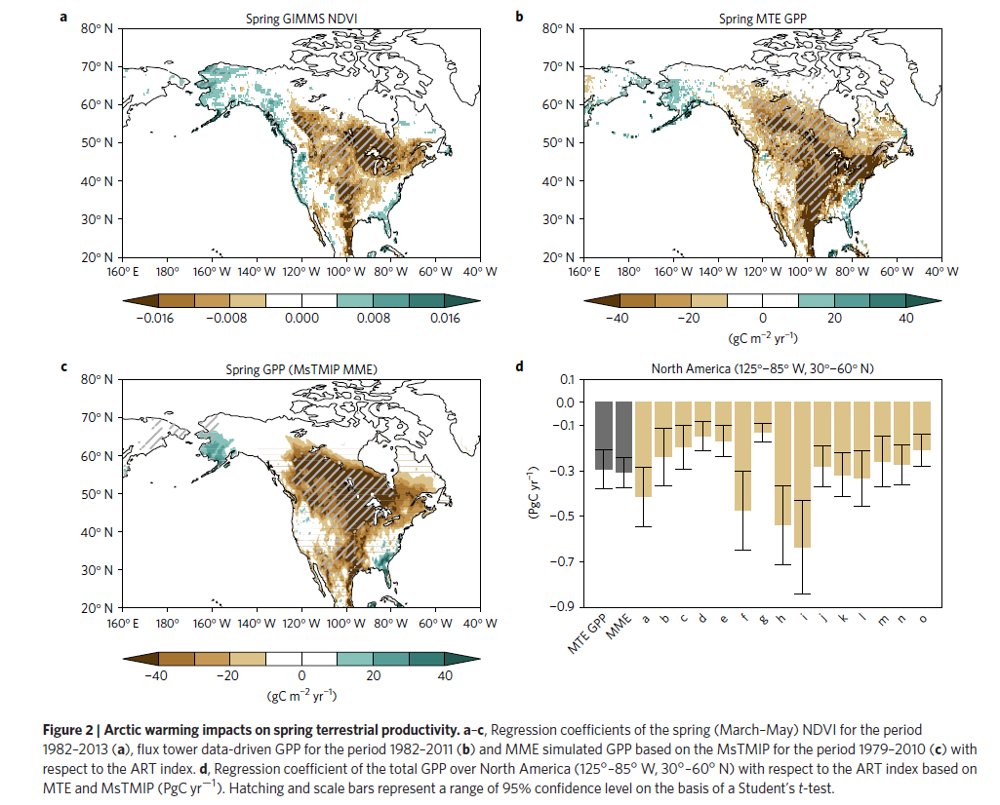 a
Spring GIMMS NDVI
80° N
70° N
60° N
50° N
40° N
30° N
20° N
160° E 180° 160° W 140° W 120° W 100° W 80° W 60° W 40° W
−0.016 −0.008 0.000 0.008 0.016
b
Spring MTE GPP
80° N
70° N
60° N
50° N
40° N
30° N
20° N
160° E 180° 160° W 140° W 120° W 100° W 80° W 60° W 40° W
−40 −20 0 20 40
(gC m⁻² yr⁻¹)
c
Spring GPP (MsTMIP MME)
80° N
70° N
60° N
50° N
40° N
30° N
20° N
160° E 180° 160° W 140° W 120° W 100° W 80° W 60° W 40° W
−40 −20 0 20 40
(gC m⁻² yr⁻¹)
d
North America (125°–85° W, 30°–60° N)
0.1
0.0
−0.1
−0.3
−0.5
−0.7
−0.9
(PgC yr⁻¹)
MTE GPP MME a b c d e f g h i j k l m n o
Figure 2 | Arctic warming impacts on spring terrestrial productivity. a–c, Regression coefficients of the spring (March–May) NDVI for the period
1982–2013 (a), flux tower data-driven GPP for the period 1982–2011 (b) and MME simulated GPP based on the MsTMIP for the period 1979–2010 (c) with
respect to the ART index. d, Regression coefficient of the total GPP over North America (125°–85° W, 30°–60° N) with respect to the ART index based on
MTE and MsTMIP (PgC yr⁻¹). Hatching and scale bars represent a range of 95% confidence level on the basis of a Student's t-test.